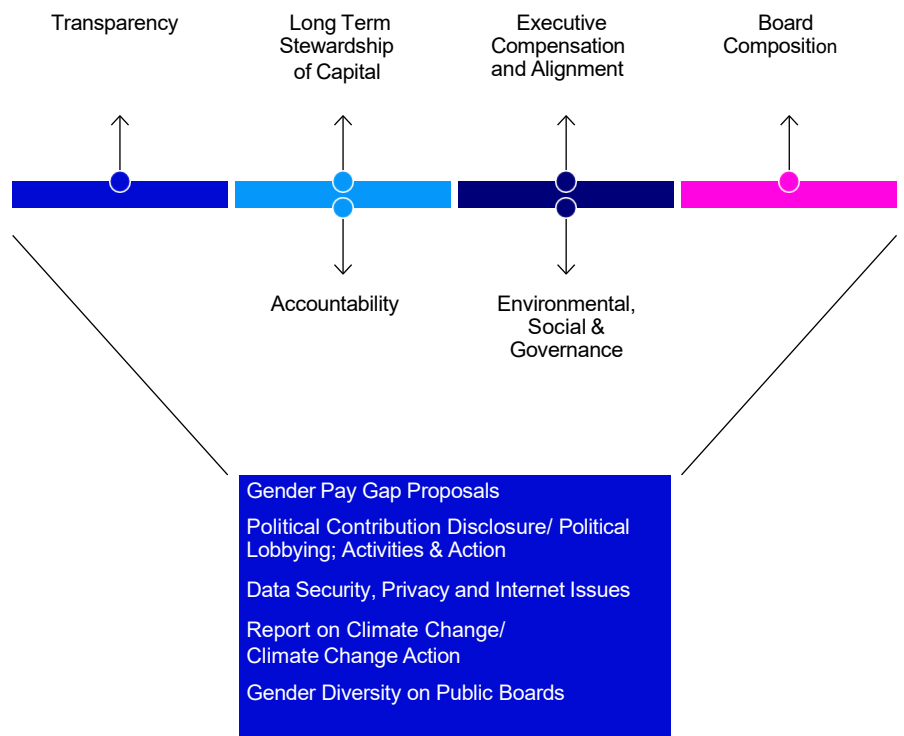 Transparency
Long Term
Stewardship
of Capital
Executive
Compensation
and Alignment
Board
Composition
Accountability
Environmental,
Social &
Governance
Gender Pay Gap Proposals
Political Contribution Disclosure/ Political
Lobbying; Activities & Action
Data Security, Privacy and Internet Issues
Report on Climate Change/
Climate Change Action
Gender Diversity on Public Boards